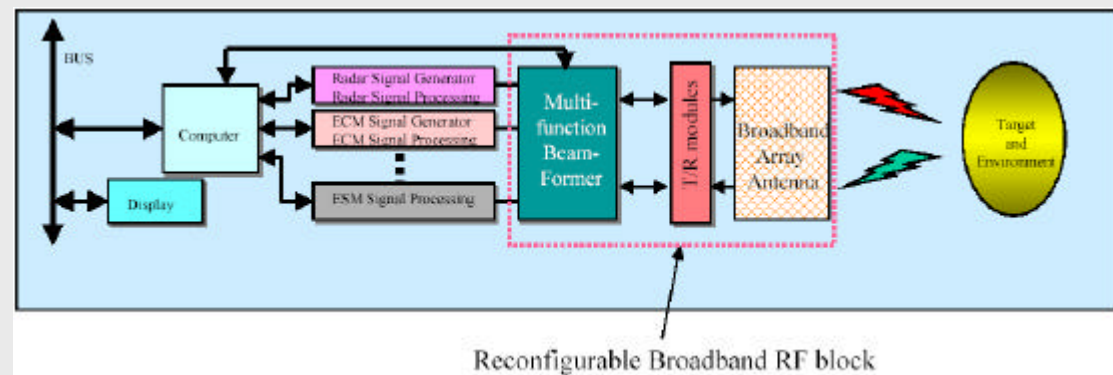 BUS
Computer
Display
Radar Signal Generator
Radar Signal Processing
ECM Signal Generator
ECM Signal Processing
ESM Signal Processing
Multi-
function
Beam-
Former
T/R modules
Broadband
Array
Antenna
Target
and
Environment
Reconfigurable Broadband RF block